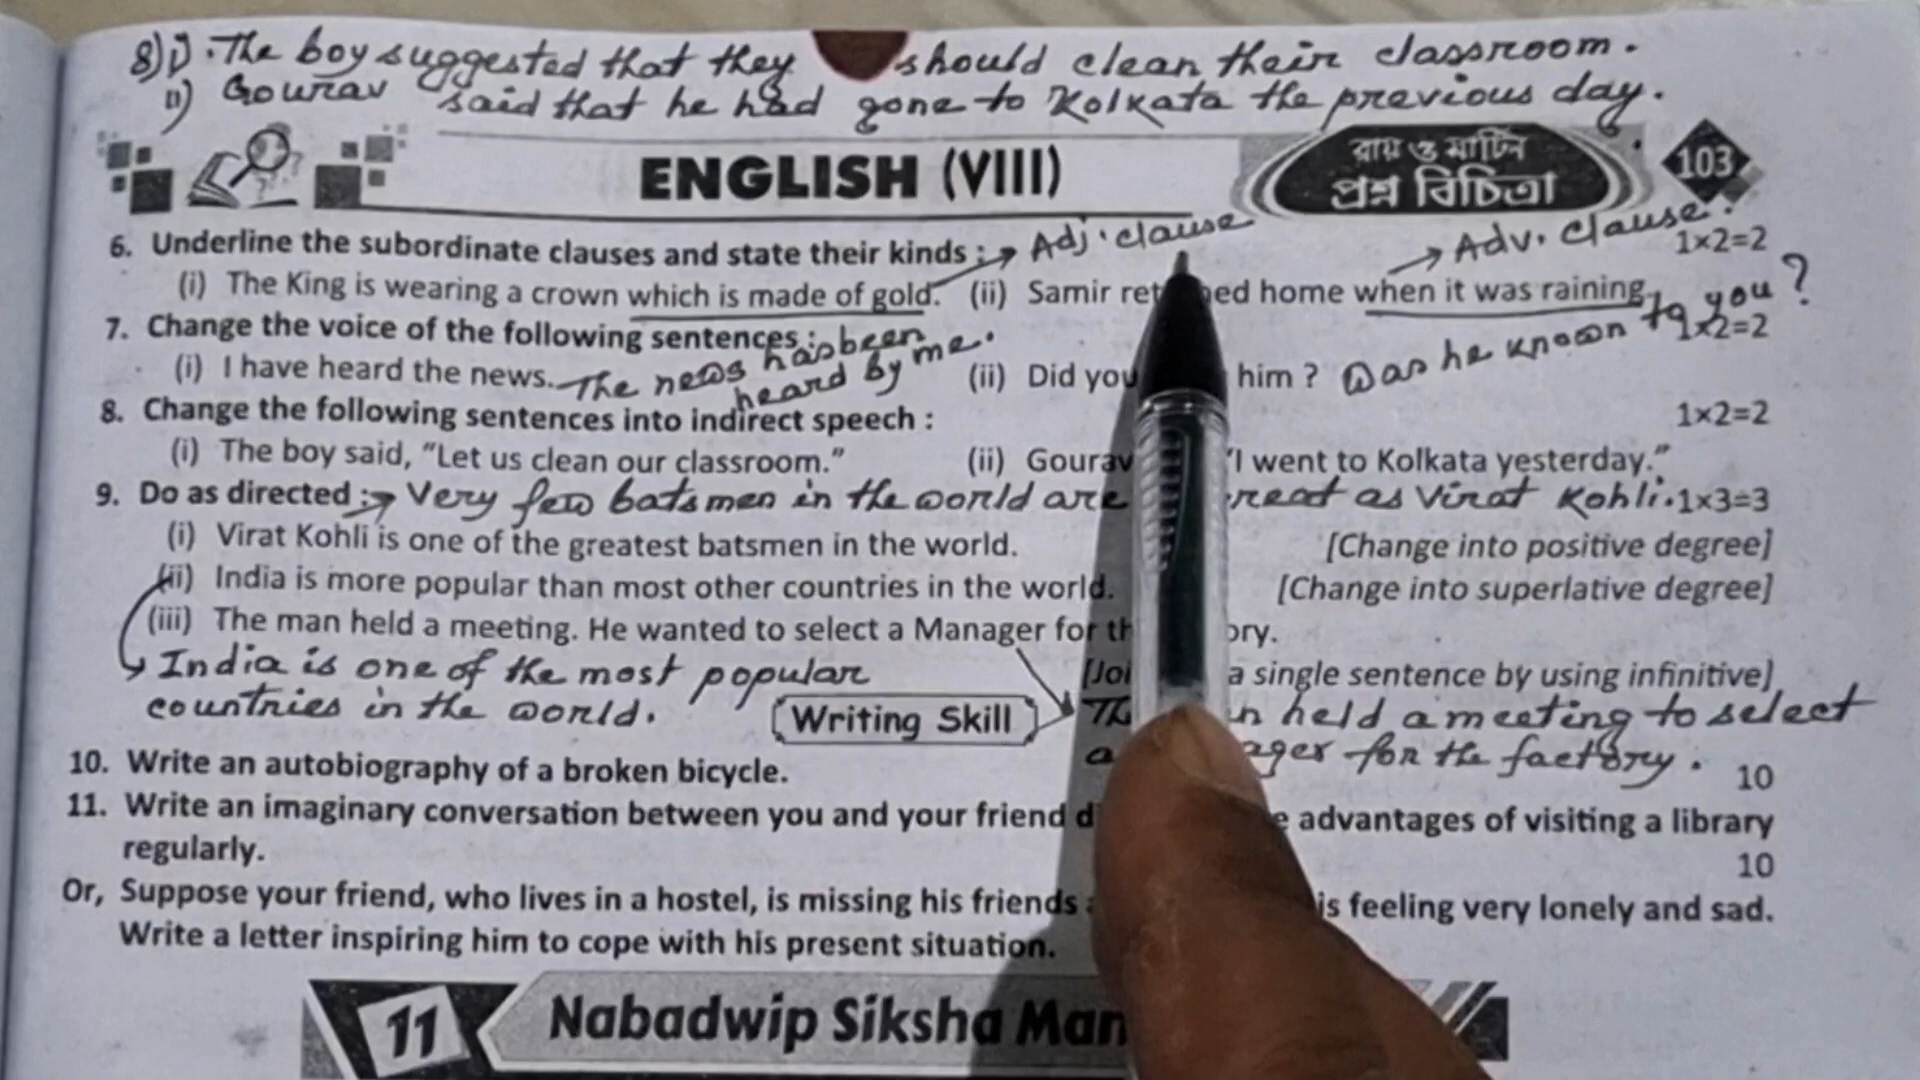 8) i) The boy suggested that they should clean their classroom.
ii) Gourav said that he had gone to Kolkata the previous day.
ENGLISH (VIII)
রায় ও মার্টিন
প্রশ্ন বিচিত্রা
103
6. Underline the subordinate clauses and state their kinds : → Adj. clause → Adv. clause. 1×2=2
(i) The King is wearing a crown which is made of gold. (ii) Samir home when it was raining.
7. Change the voice of the following sentences : 1×2=2
(i) I have heard the news. The news has been heard by me. (ii) Did you him ? Was he known to you ?
8. Change the following sentences into indirect speech : 1×2=2
(i) The boy said, “Let us clean our classroom.” (ii) Gourav “I went to Kolkata yesterday.”
9. Do as directed : → Very few batsmen in the world are as Virat Kohli. 1×3=3
(i) Virat Kohli is one of the greatest batsmen in the world. [Change into positive degree]
(ii) India is more popular than most other countries in the world. [Change into superlative degree]
(iii) The man held a meeting. He wanted to select a Manager for
a single sentence by using infinitive]
India is one of the most popular
countries in the world.
Writing Skill
held a meeting to select
a for the factory.
10. Write an autobiography of a broken bicycle. 10
11. Write an imaginary conversation between you and your friend advantages of visiting a library
regularly. 10
Or, Suppose your friend, who lives in a hostel, is missing his friends is feeling very lonely and sad.
Write a letter inspiring him to cope with his present situation.
11 Nabadwip Siksha